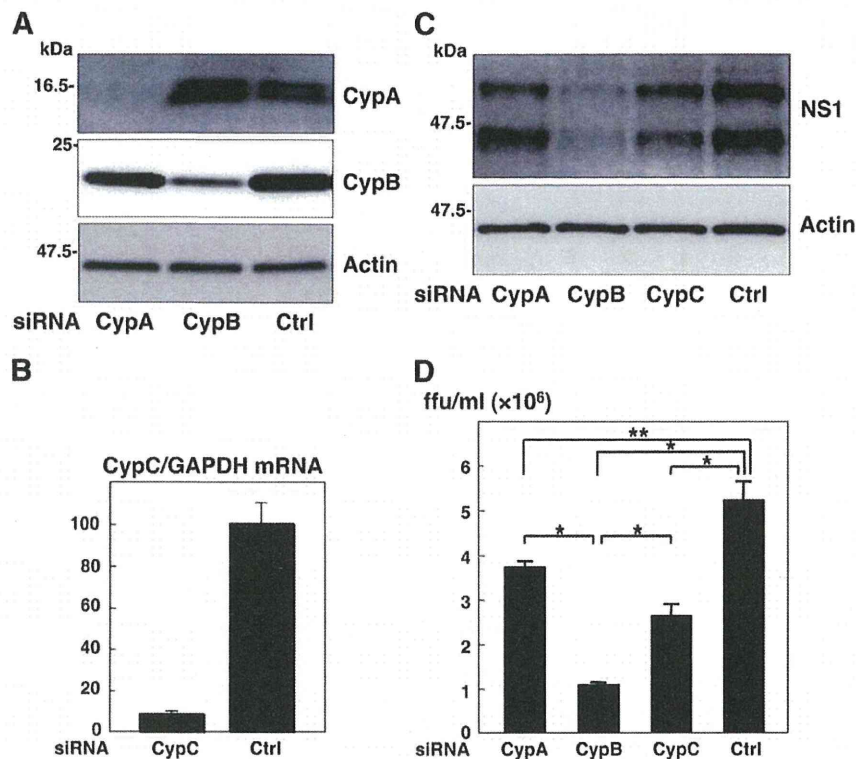 A
kDa
16.5-
CypA
25-
CypB
47.5-
Actin
siRNA CypA CypB Ctrl
B
CypC/GAPDH mRNA
100
80
60
40
20
0
siRNA CypC Ctrl
C
kDa
47.5-
NS1
47.5-
Actin
siRNA CypA CypB CypC Ctrl
D
ffu/ml (×10⁶)
**
*
*
* *
6
5
4
3
2
1
0
siRNA CypA CypB CypC Ctrl